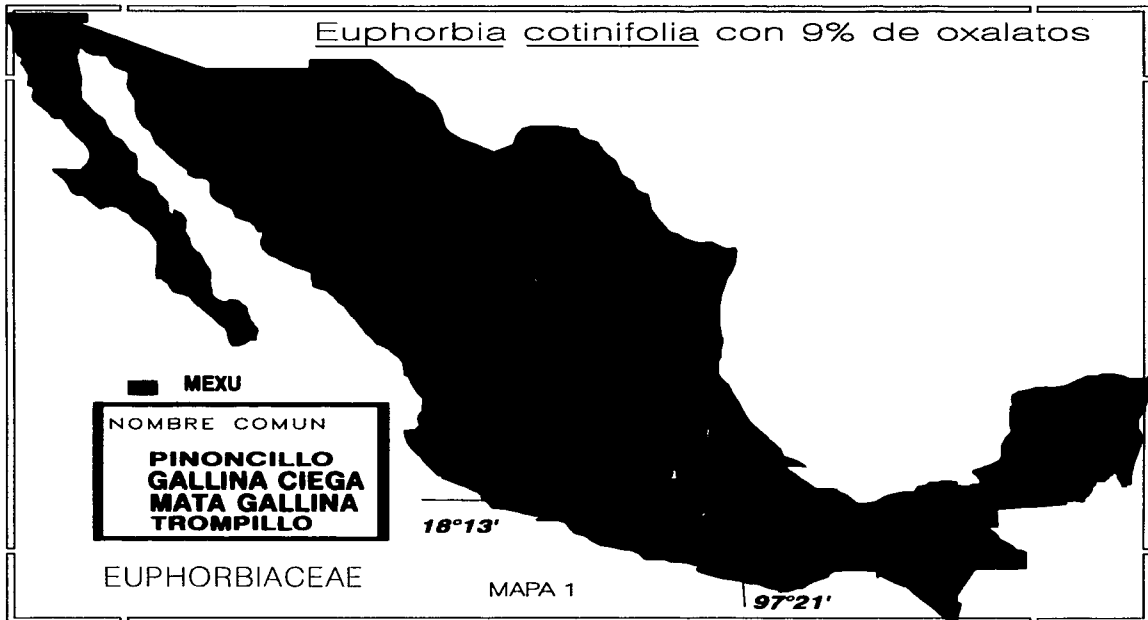 Euphorbia cotinifolia con 9% de oxalatos
MEXU
NOMBRE COMUN
PINONCILLO
GALLINA CIEGA
MATA GALLINA
TROMPILLO
18°13'
EUPHORBIACEAE
MAPA 1
97°21'